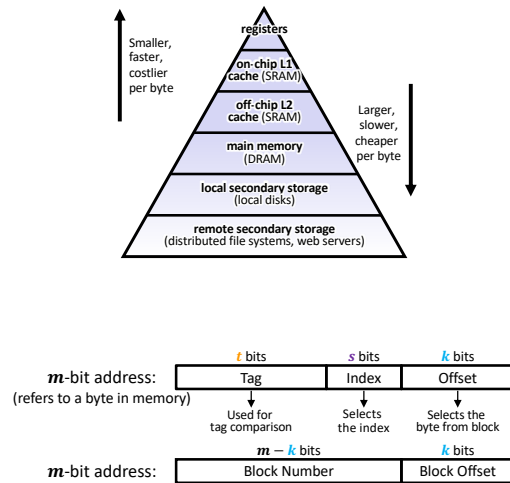 Smaller,
faster,
costlier
per byte
registers
on-chip L1
cache (SRAM)
off-chip L2
cache (SRAM)
main memory
(DRAM)
local secondary storage
(local disks)
remote secondary storage
(distributed file systems, web servers)
Larger,
slower,
cheaper
per byte
t bits s bits k bits
m-bit address: Tag Index Offset
(refers to a byte in memory)
Used for
tag comparison
Selects
the index
Selects the
byte from block
m – k bits k bits
m-bit address: Block Number Block Offset